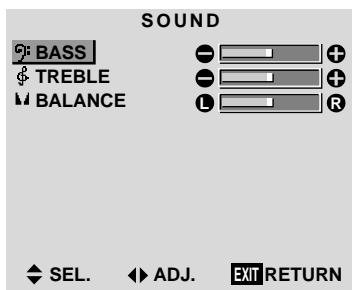 SOUND
BASS
TREBLE
BALANCE L R
SEL. ADJ. EXIT RETURN